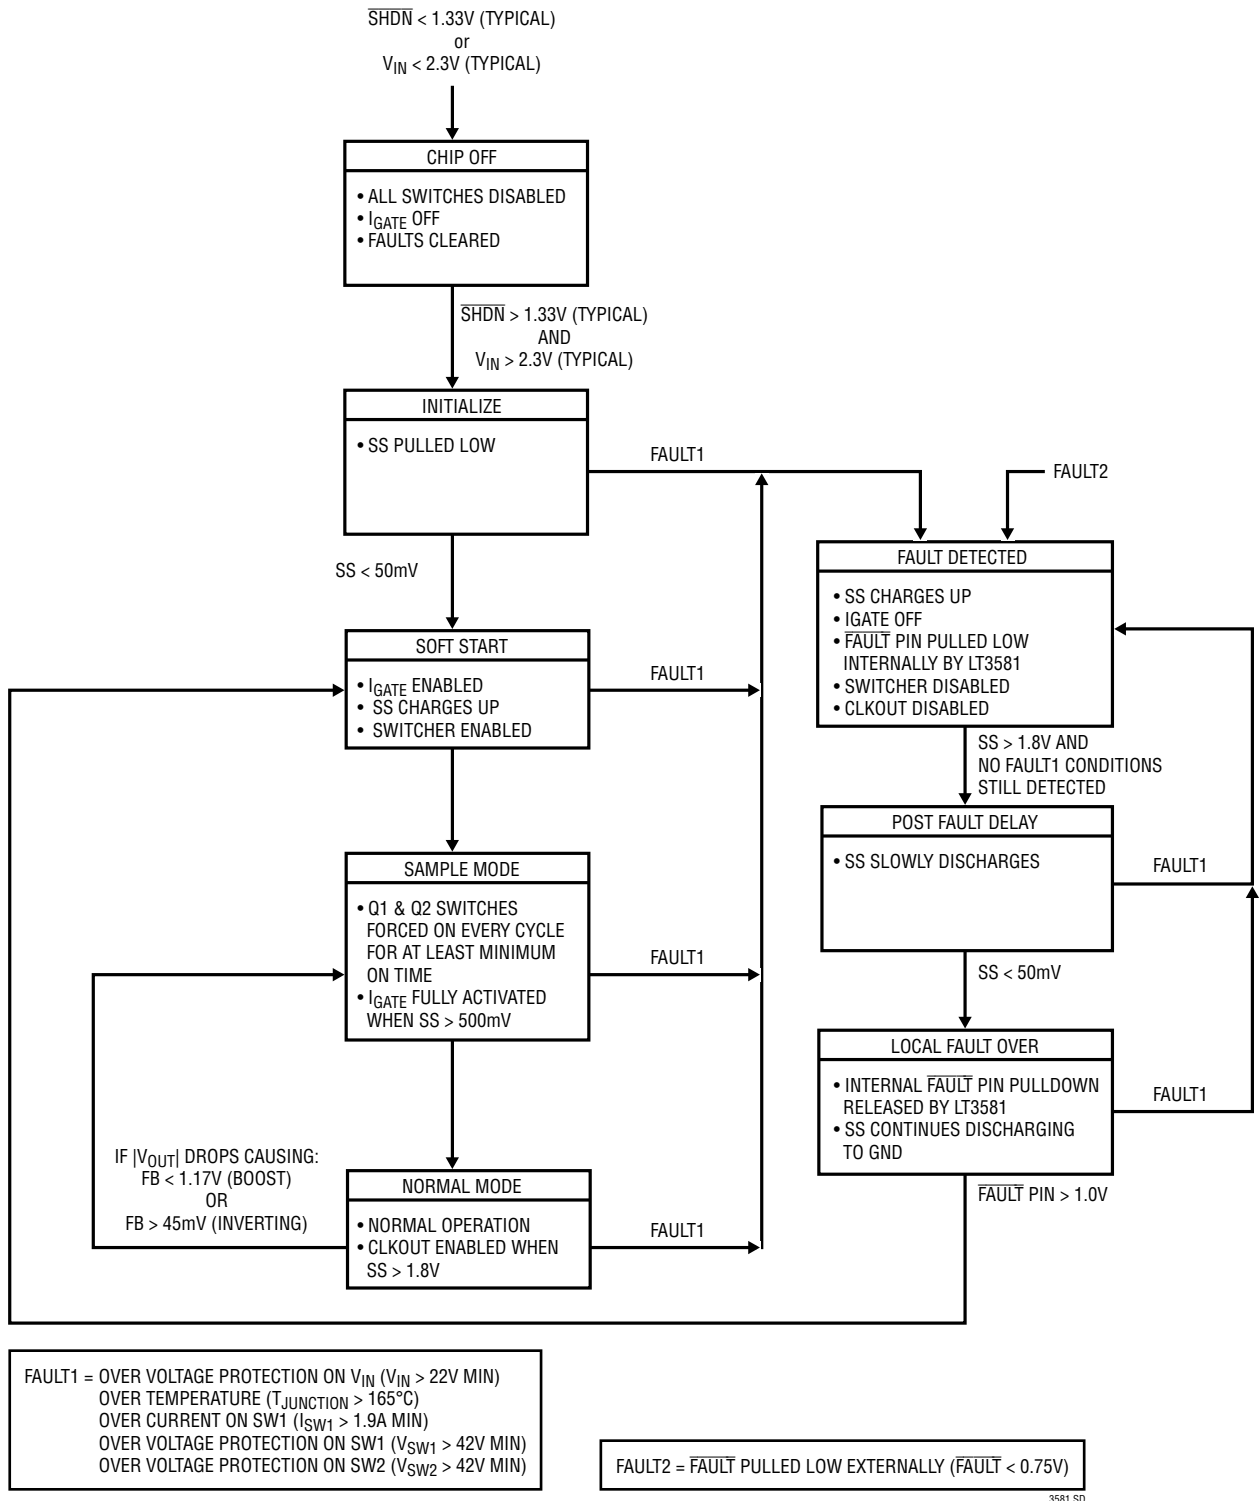 SHDN < 1.33V (TYPICAL)
or
VIN < 2.3V (TYPICAL)
CHIP OFF
• ALL SWITCHES DISABLED
• IGATE OFF
• FAULTS CLEARED
SHDN > 1.33V (TYPICAL)
AND
VIN > 2.3V (TYPICAL)
INITIALIZE
• SS PULLED LOW
FAULT1
SS < 50mV
SOFT START
• IGATE ENABLED
• SS CHARGES UP
• SWITCHER ENABLED
FAULT1
SAMPLE MODE
• Q1 & Q2 SWITCHES
FORCED ON EVERY CYCLE
FOR AT LEAST MINIMUM
ON TIME
• IGATE FULLY ACTIVATED
WHEN SS > 500mV
FAULT1
IF |VOUT| DROPS CAUSING:
FB < 1.17V (BOOST)
OR
FB > 45mV (INVERTING)
NORMAL MODE
• NORMAL OPERATION
• CLKOUT ENABLED WHEN
SS > 1.8V
FAULT1
FAULT2
FAULT DETECTED
• SS CHARGES UP
• IGATE OFF
• FAULT PIN PULLED LOW
INTERNALLY BY LT3581
• SWITCHER DISABLED
• CLKOUT DISABLED
SS > 1.8V AND
NO FAULT1 CONDITIONS
STILL DETECTED
POST FAULT DELAY
• SS SLOWLY DISCHARGES
FAULT1
SS < 50mV
LOCAL FAULT OVER
• INTERNAL FAULT PIN PULLDOWN
RELEASED BY LT3581
• SS CONTINUES DISCHARGING
TO GND
FAULT1
FAULT PIN > 1.0V
FAULT1 = OVER VOLTAGE PROTECTION ON VIN (VIN > 22V MIN)
OVER TEMPERATURE (TJUNCTION > 165°C)
OVER CURRENT ON SW1 (ISW1 > 1.9A MIN)
OVER VOLTAGE PROTECTION ON SW1 (VSW1 > 42V MIN)
OVER VOLTAGE PROTECTION ON SW2 (VSW2 > 42V MIN)
FAULT2 = FAULT PULLED LOW EXTERNALLY (FAULT < 0.75V)
3581 SD